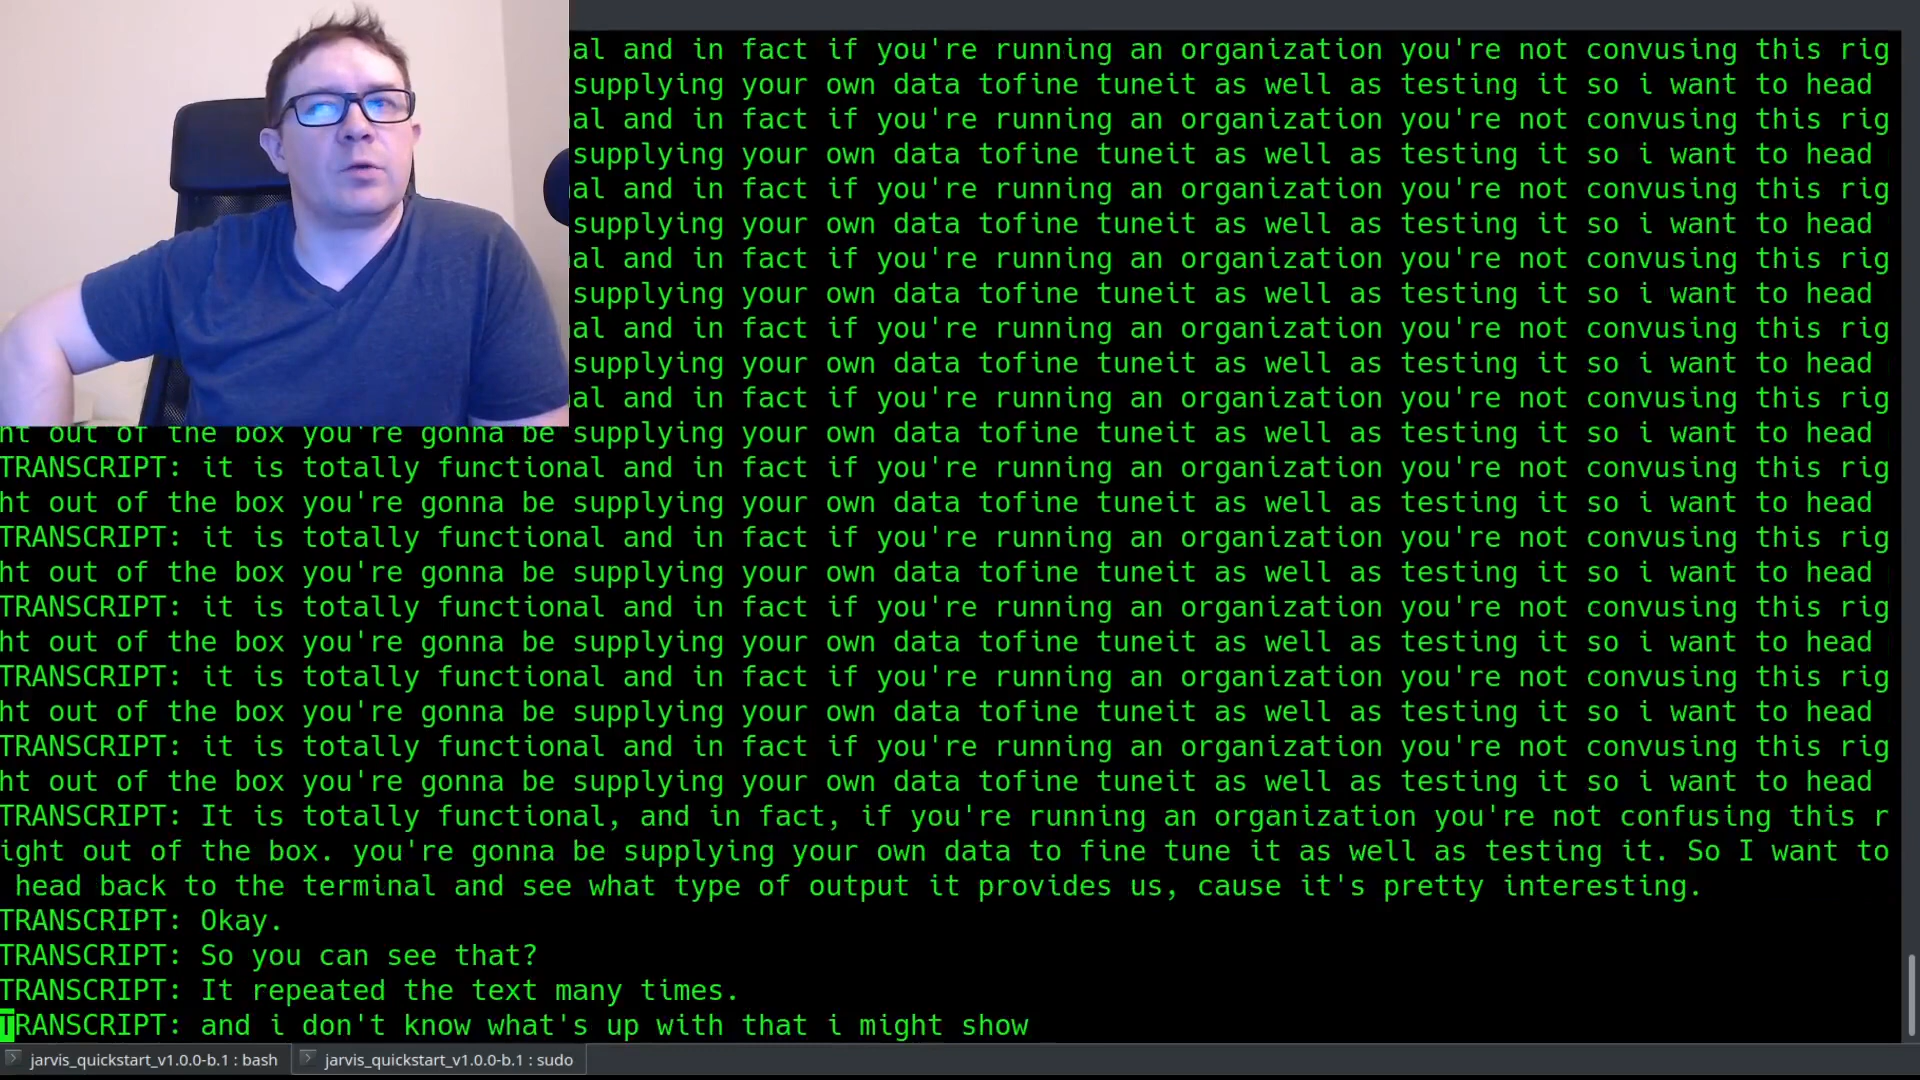 al and in fact if you're running an organization you're not convusing this rig
supplying your own data tofine tuneit as well as testing it so i want to head
al and in fact if you're running an organization you're not convusing this rig
supplying your own data tofine tuneit as well as testing it so i want to head
al and in fact if you're running an organization you're not convusing this rig
supplying your own data tofine tuneit as well as testing it so i want to head
al and in fact if you're running an organization you're not convusing this rig
supplying your own data tofine tuneit as well as testing it so i want to head
al and in fact if you're running an organization you're not convusing this rig
supplying your own data tofine tuneit as well as testing it so i want to head
al and in fact if you're running an organization you're not convusing this rig
ht out of the box you're gonna be supplying your own data tofine tuneit as well as testing it so i want to head
TRANSCRIPT: it is totally functional and in fact if you're running an organization you're not convusing this rig
ht out of the box you're gonna be supplying your own data tofine tuneit as well as testing it so i want to head
TRANSCRIPT: it is totally functional and in fact if you're running an organization you're not convusing this rig
ht out of the box you're gonna be supplying your own data tofine tuneit as well as testing it so i want to head
TRANSCRIPT: it is totally functional and in fact if you're running an organization you're not convusing this rig
ht out of the box you're gonna be supplying your own data tofine tuneit as well as testing it so i want to head
TRANSCRIPT: it is totally functional and in fact if you're running an organization you're not convusing this rig
ht out of the box you're gonna be supplying your own data tofine tuneit as well as testing it so i want to head
TRANSCRIPT: it is totally functional and in fact if you're running an organization you're not convusing this rig
ht out of the box you're gonna be supplying your own data tofine tuneit as well as testing it so i want to head
TRANSCRIPT: It is totally functional, and in fact, if you're running an organization you're not confusing this r
ight out of the box. you're gonna be supplying your own data to fine tune it as well as testing it. So I want to
head back to the terminal and see what type of output it provides us, cause it's pretty interesting.
TRANSCRIPT: Okay.
TRANSCRIPT: So you can see that?
TRANSCRIPT: It repeated the text many times.
TRANSCRIPT: and i don't know what's up with that i might show
jarvis_quickstart_v1.0.0-b.1 : bash
jarvis_quickstart_v1.0.0-b.1 : sudo